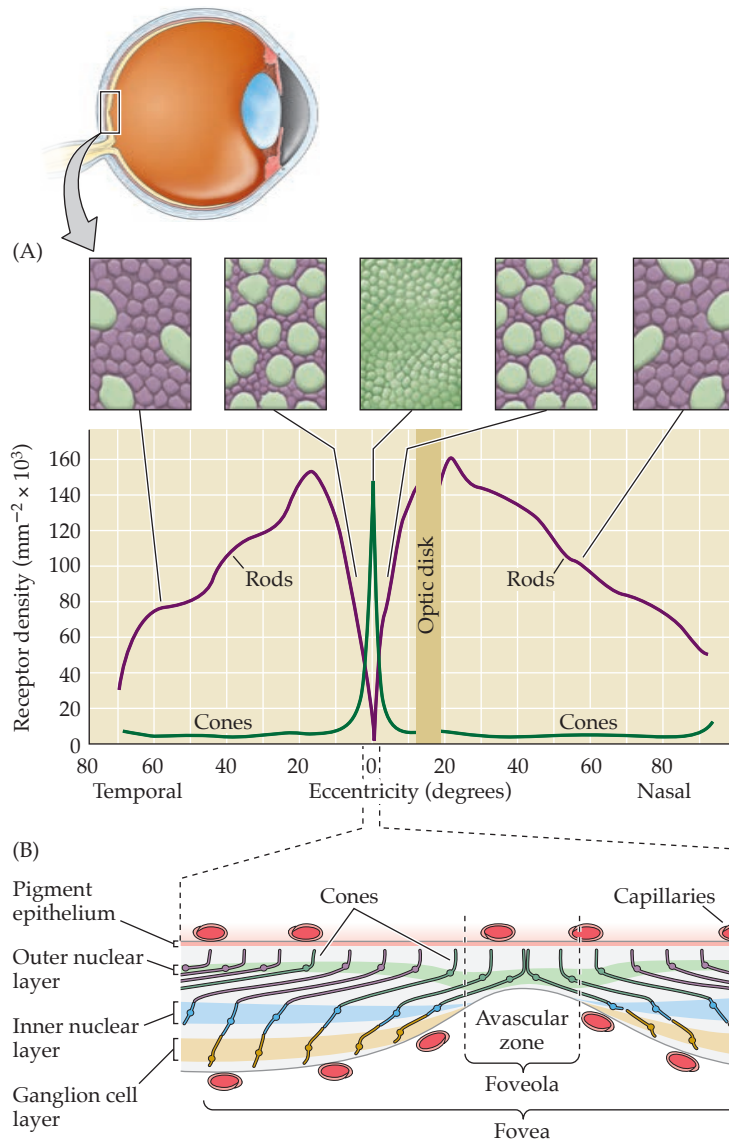 (A)
Receptor density (mm⁻² × 10³)
160
140
120
100
80
60
40
20
0
Rods
Cones
Optic disk
Rods
Cones
80 60 40 20 0 20 40 60 80
Temporal Eccentricity (degrees) Nasal
(B)
Pigment
epithelium
Cones
Capillaries
Outer nuclear
layer
Inner nuclear
layer
Avascular
zone
Ganglion cell
layer
Foveola
Fovea